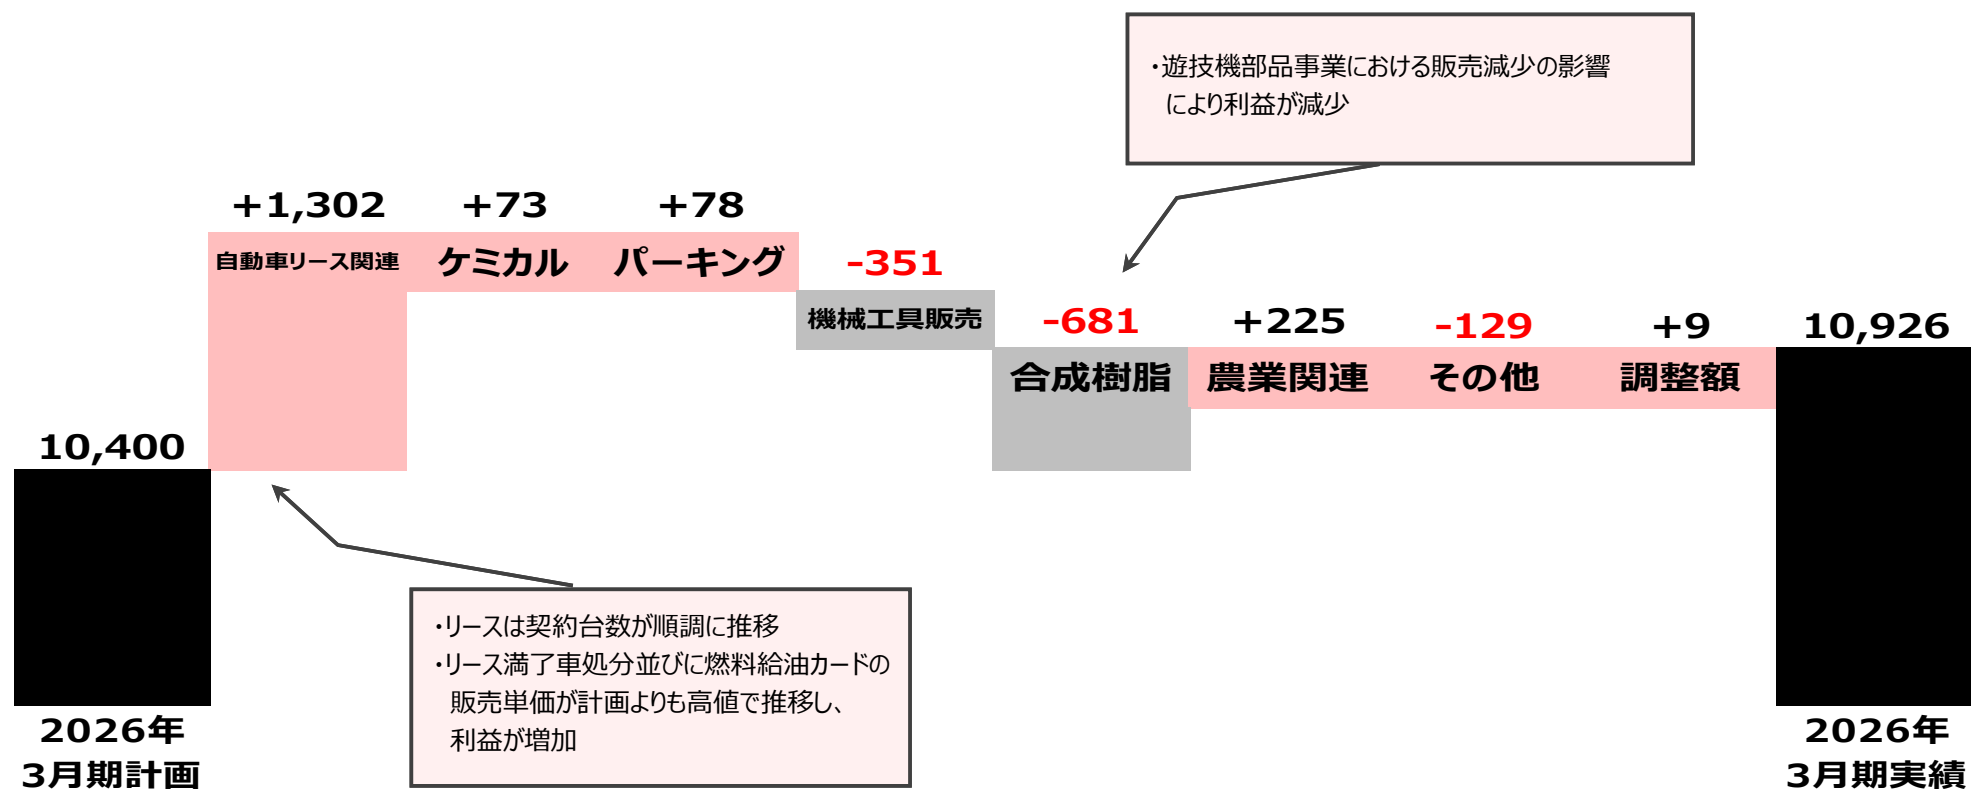 ・遊技機部品事業における販売減少の影響
により利益が減少
+1,302
+73
+78
自動車リース関連
ケミカル
パーキング
-351
機械工具販売
-681
+225
-129
+9
10,926
合成樹脂
農業関連
その他
調整額
10,400
・リースは契約台数が順調に推移
・リース満了車処分並びに燃料給油カードの
販売単価が計画よりも高値で推移し、
利益が増加
2026年
3月期計画
2026年
3月期実績